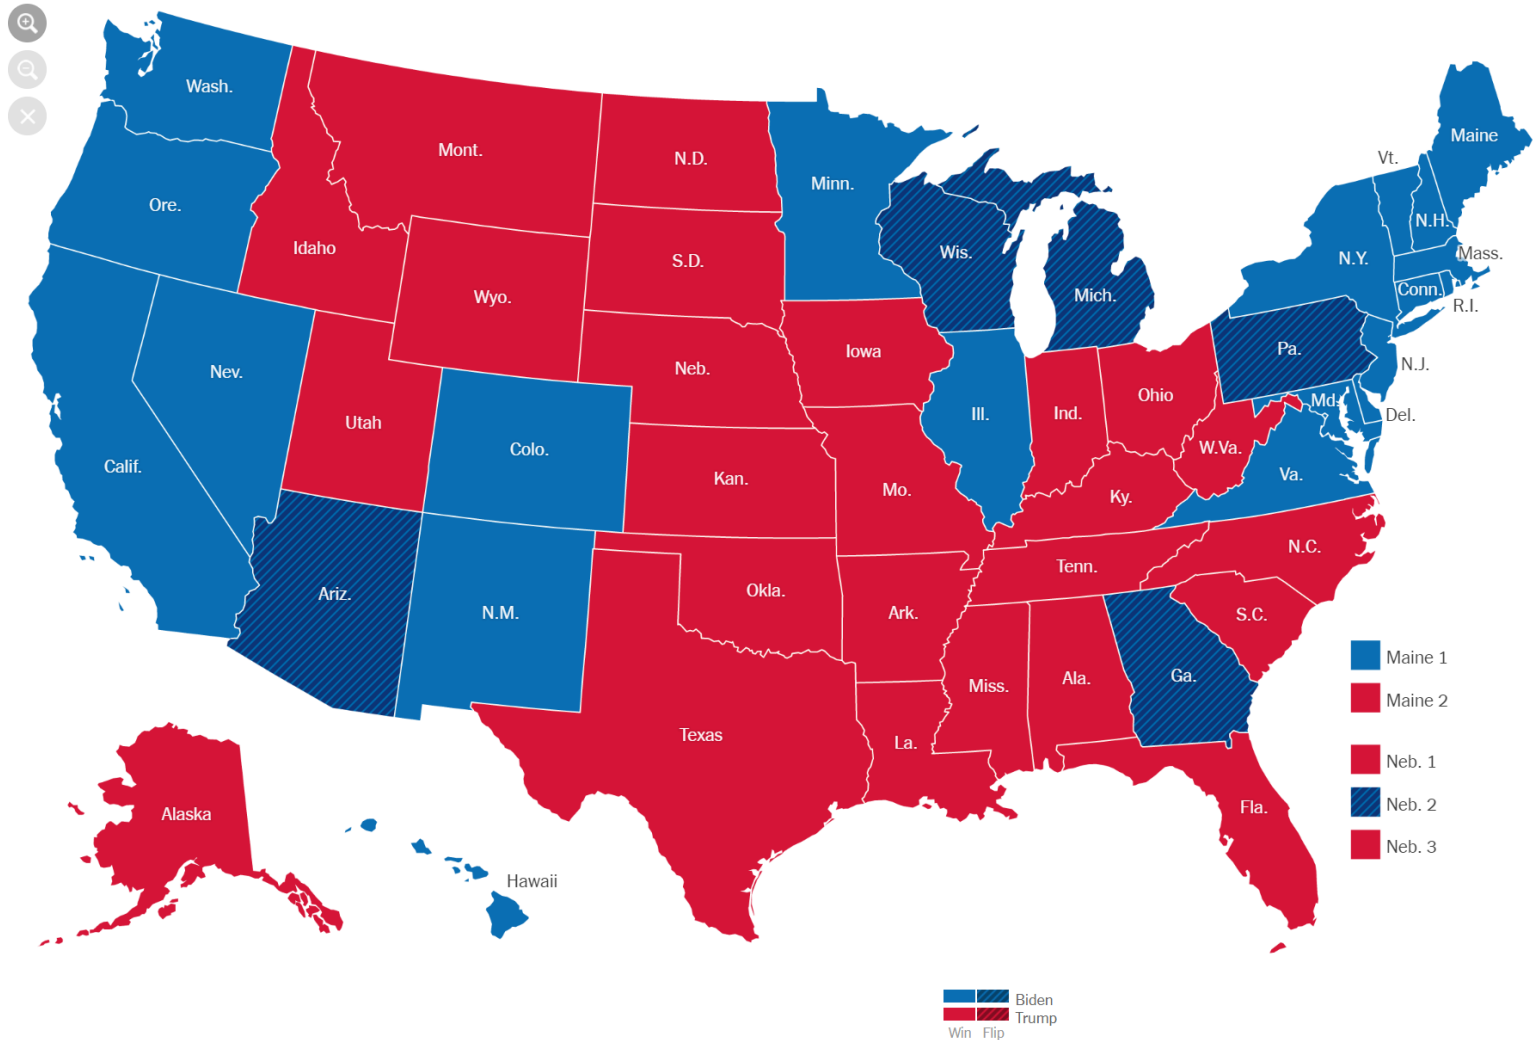 Wash.
Mont.
N.D.
Minn.
Maine
Vt.
Ore.
Idaho
N.H.
Wis.
Mass.
N.Y.
S.D.
Wyo.
Mich.
Conn.
R.I.
Iowa
Pa.
Nev.
Neb.
N.J.
Ohio
Md.
Utah
Ill.
Ind.
Del.
Colo.
W.Va.
Calif.
Kan.
Va.
Mo.
Ky.
N.C.
Tenn.
Ariz.
Okla.
N.M.
Ark.
S.C.
Maine 1
Ga.
Ala.
Miss.
Maine 2
Texas
La.
Neb. 1
Neb. 2
Fla.
Alaska
Neb. 3
Hawaii
Biden
Trump
Win Flip